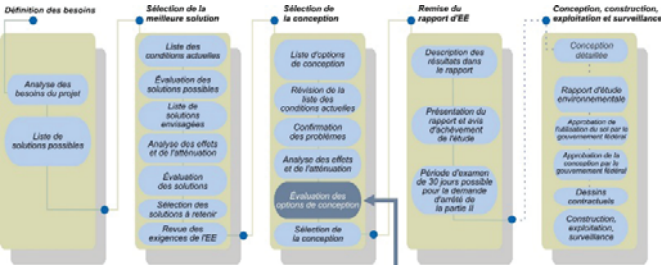 Définition des besoins
Analyse des
besoins du projet
Liste de
solutions possibles
Sélection de la
meilleure solution
Liste des
conditions actuelles
Évaluation des
solutions possibles
Liste de
solutions
envisagées
Analyse des effets
et de l'atténuation
Évaluation
des solutions
Sélection des
solutions à retenir
Revue des
exigences de l'EE
Sélection de
la conception
Liste d'options
de conception
Révision de
la liste des
conditions actuelles
Confirmation
des problèmes
Analyse des effets
et de l'atténuation
Évaluation des
options de conception
Sélection de
la conception
Remise du
rapport d'EE
Description des
résultats dans
le rapport
Présentation du
rapport et avis
d'achèvement
de l'étude
Période d'examen
de 30 jours possible
pour la demande
d'arrêté de
la partie II
Conception, construction,
exploitation et surveillance
Conception
détaillée
Rapport d'étude
environnementale
Approbation de
l'utilisation du sol par le
gouvernement fédéral
Approbation de la
conception par le
gouvernement fédéral
Dessins
contractuels
Construction,
exploitation,
surveillance